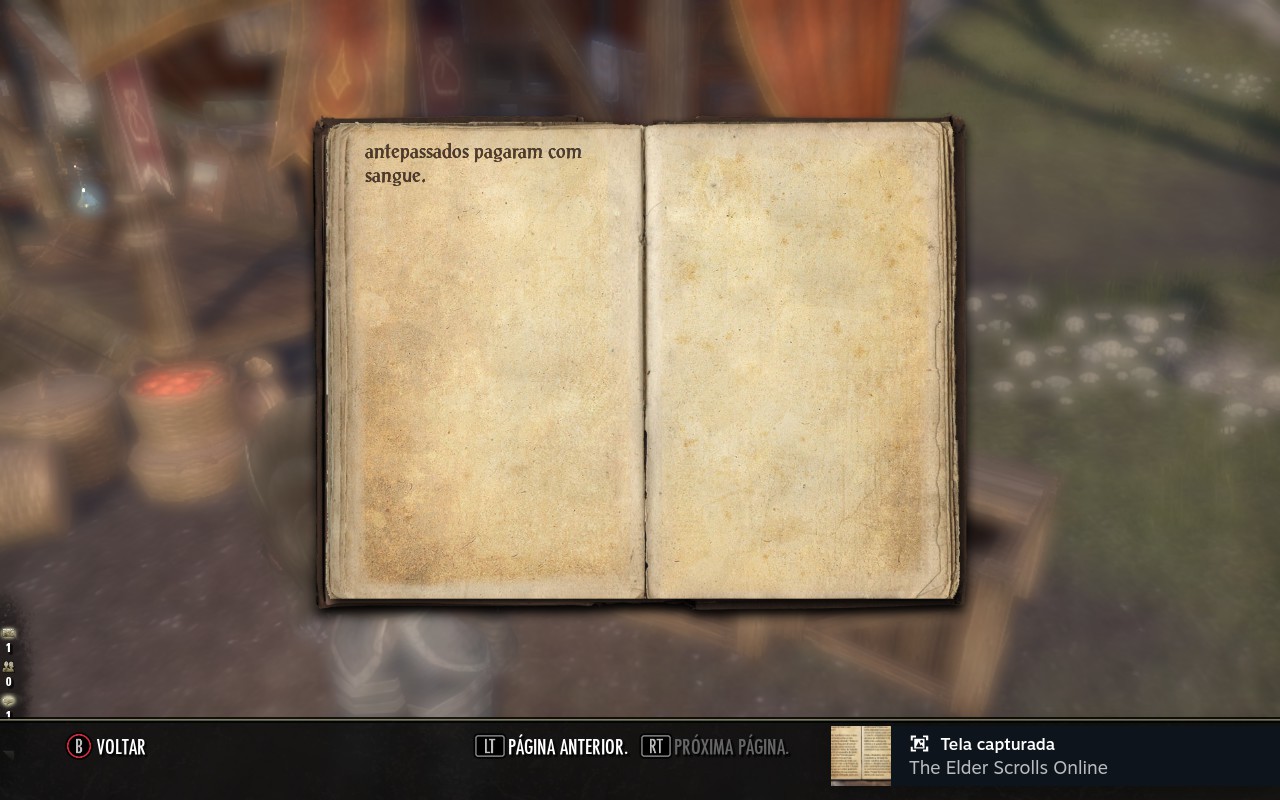 antepassados pagaram com
sangue.
1
0
1
B VOLTAR
LT PÁGINA ANTERIOR.
RT PRÓXIMA PÁGINA.
Tela capturada
The Elder Scrolls Online